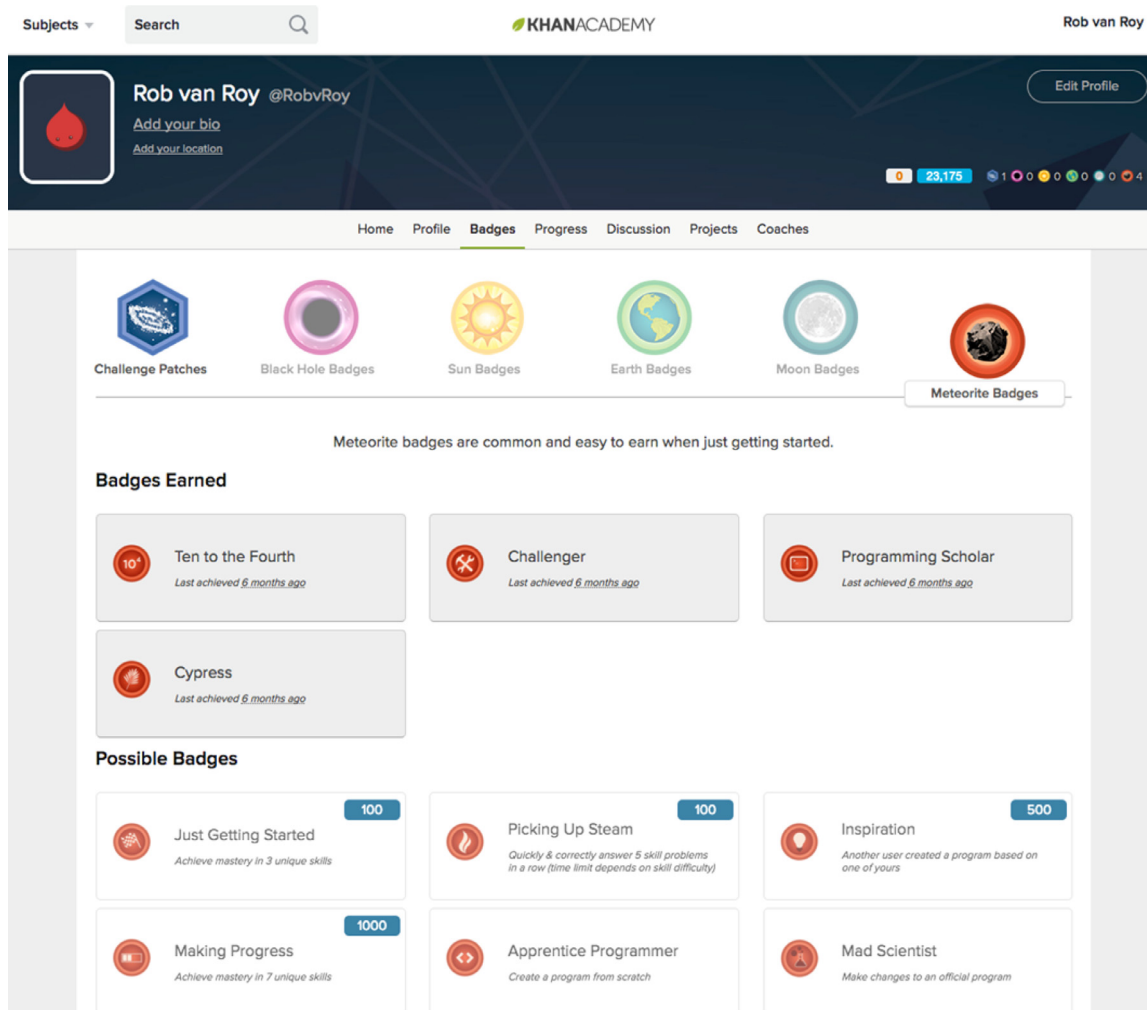 Subjects
Search
KHANACADEMY
Rob van Roy
Rob van Roy @RobvRoy
Edit Profile
Add your bio
Add your location
0 23,175 1 0 0 0 0 4
Home Profile Badges Progress Discussion Projects Coaches
Challenge Patches
Black Hole Badges
Sun Badges
Earth Badges
Moon Badges
Meteorite Badges
Meteorite badges are common and easy to earn when just getting started.
Badges Earned
10⁴
Ten to the Fourth
Last achieved 6 months ago
Challenger
Last achieved 6 months ago
Programming Scholar
Last achieved 6 months ago
Cypress
Last achieved 6 months ago
Possible Badges
100
Just Getting Started
Achieve mastery in 3 unique skills
100
Picking Up Steam
Quickly & correctly answer 5 skill problems
in a row (time limit depends on skill difficulty)
500
Inspiration
Another user created a program based on
one of yours
1000
Making Progress
Achieve mastery in 7 unique skills
Apprentice Programmer
Create a program from scratch
Mad Scientist
Make changes to an official program